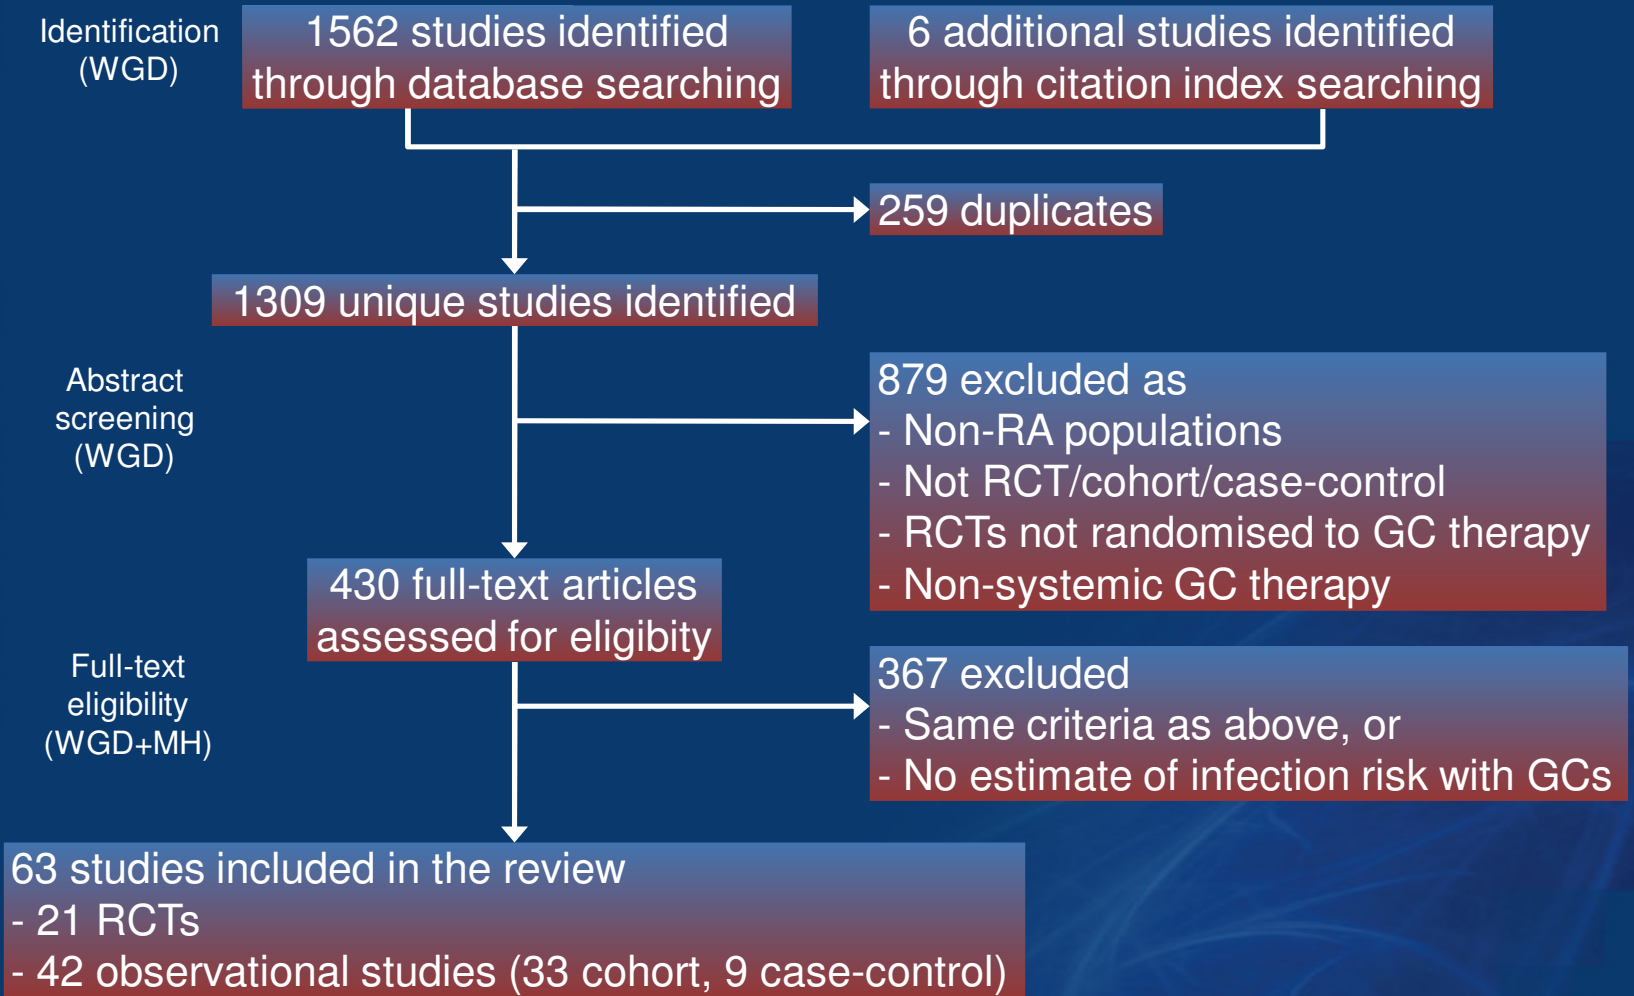 Identification
(WGD)
1562 studies identified
through database searching
6 additional studies identified
through citation index searching
259 duplicates
1309 unique studies identified
Abstract
screening
(WGD)
879 excluded as
- Non-RA populations
- Not RCT/cohort/case-control
- RCTs not randomised to GC therapy
- Non-systemic GC therapy
430 full-text articles
assessed for eligibity
Full-text
eligibility
(WGD+MH)
367 excluded
- Same criteria as above, or
- No estimate of infection risk with GCs
63 studies included in the review
- 21 RCTs
- 42 observational studies (33 cohort, 9 case-control)